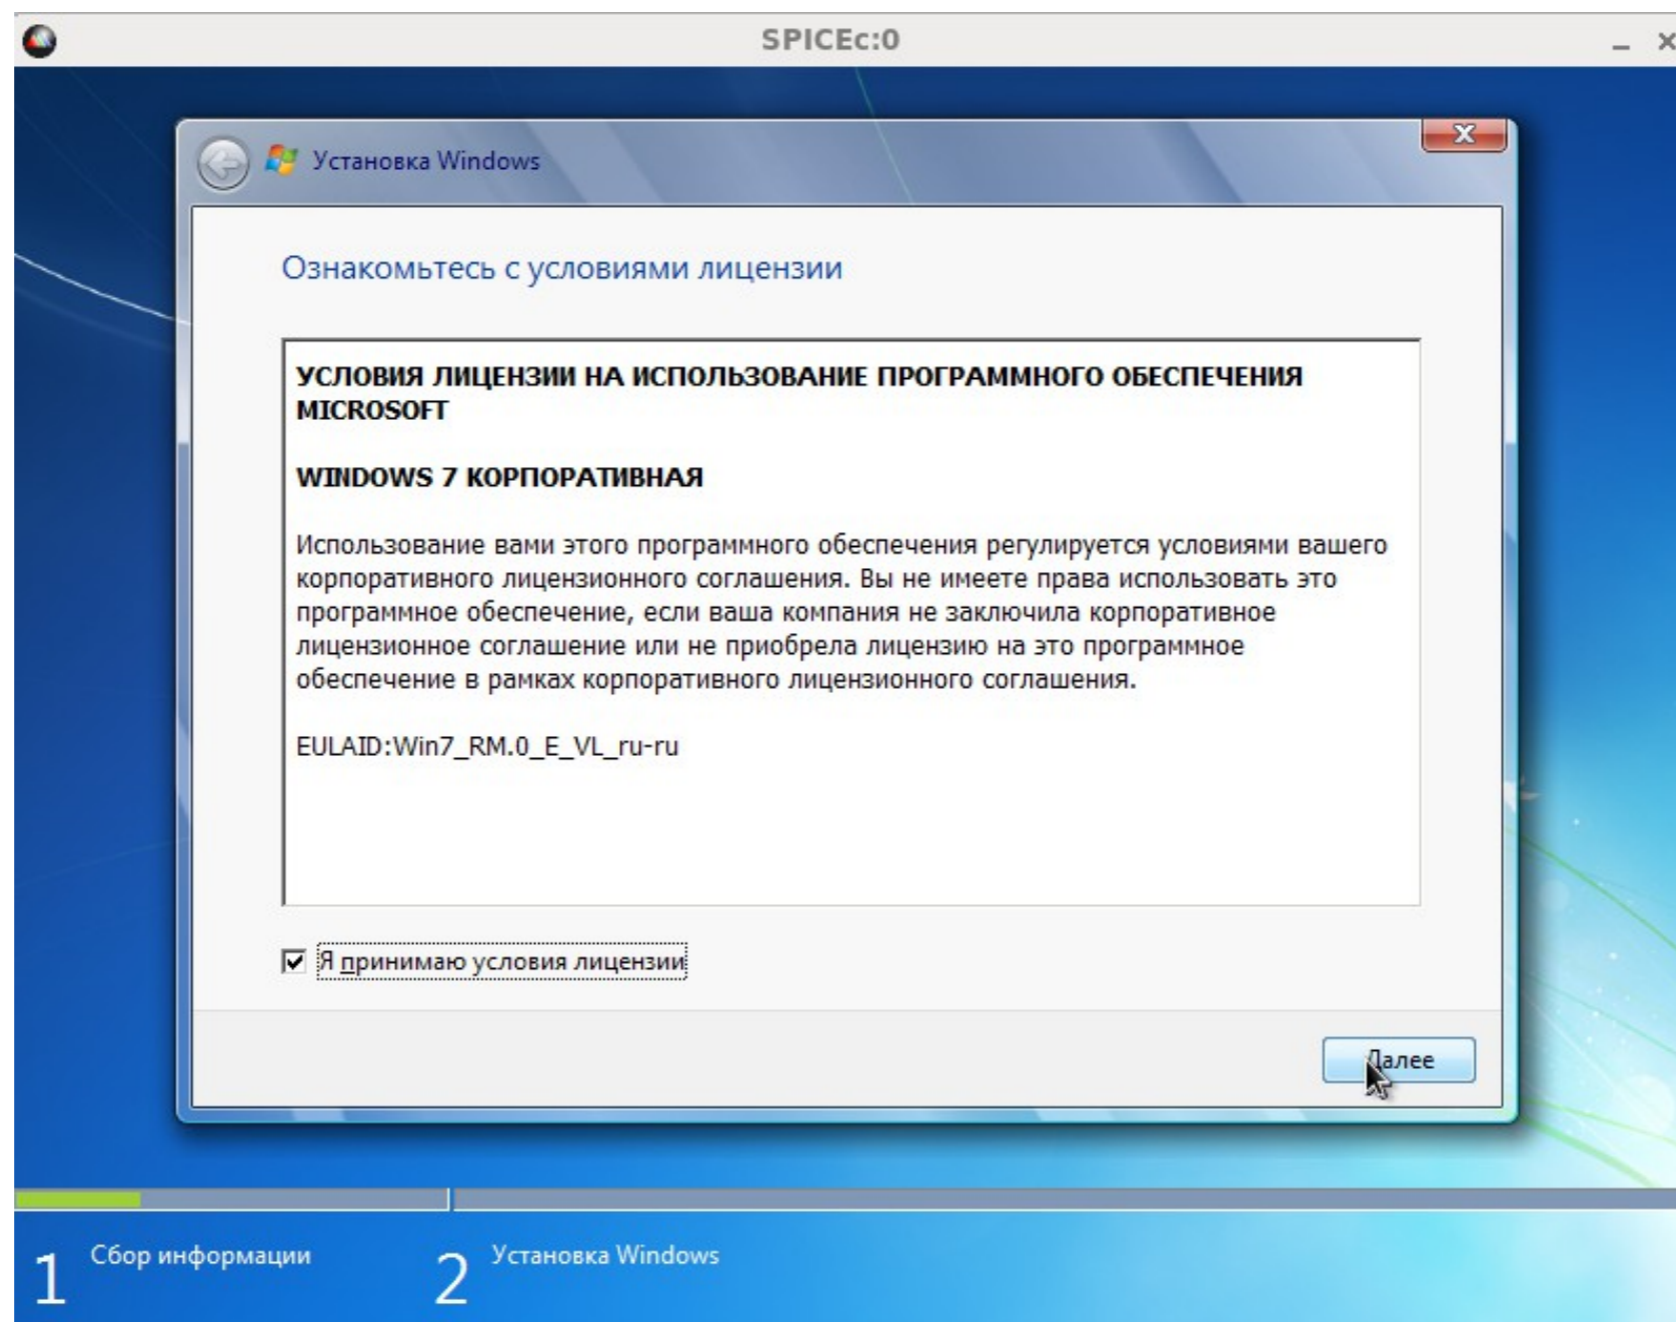 SPICEc:0
Установка Windows
Ознакомьтесь с условиями лицензии
УСЛОВИЯ ЛИЦЕНЗИИ НА ИСПОЛЬЗОВАНИЕ ПРОГРАММНОГО ОБЕСПЕЧЕНИЯ
MICROSOFT
WINDOWS 7 КОРПОРАТИВНАЯ
Использование вами этого программного обеспечения регулируется условиями вашего
корпоративного лицензионного соглашения. Вы не имеете права использовать это
программное обеспечение, если ваша компания не заключила корпоративное
лицензионное соглашение или не приобрела лицензию на это программное
обеспечение в рамках корпоративного лицензионного соглашения.
EULAID:Win7_RM.0_E_VL_ru-ru
Я принимаю условия лицензии
Далее
1 Сбор информации
2 Установка Windows